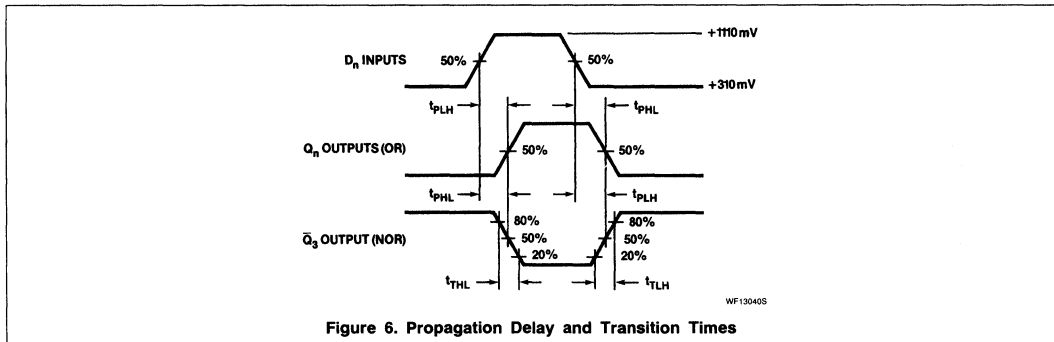 +1110 mV
Dn INPUTS
50%
50%
+310 mV
tPLH
tPHL
Qn OUTPUTS (OR)
50%
50%
tPHL
tPLH
80%
80%
Q̄3 OUTPUT (NOR)
50%
50%
20%
20%
tTHL
tTLH
WF13040S
Figure 6. Propagation Delay and Transition Times